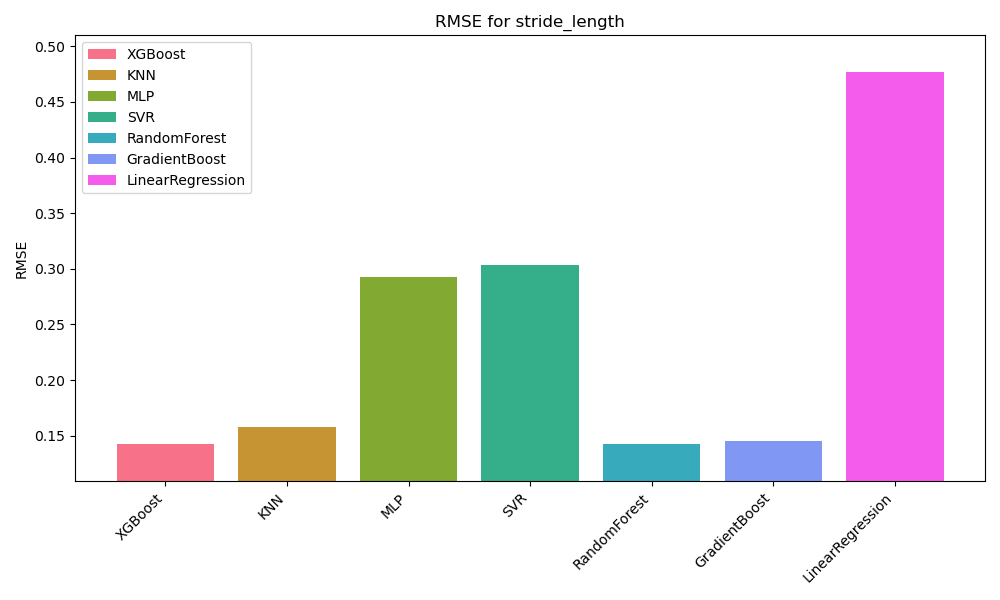 RMSE for stride_length
XGBoost
KNN
MLP
SVR
RandomForest
GradientBoost
LinearRegression
RMSE
0.50
0.45
0.40
0.35
0.30
0.25
0.20
0.15
XGBoost
KNN
MLP
SVR
RandomForest
GradientBoost
LinearRegression